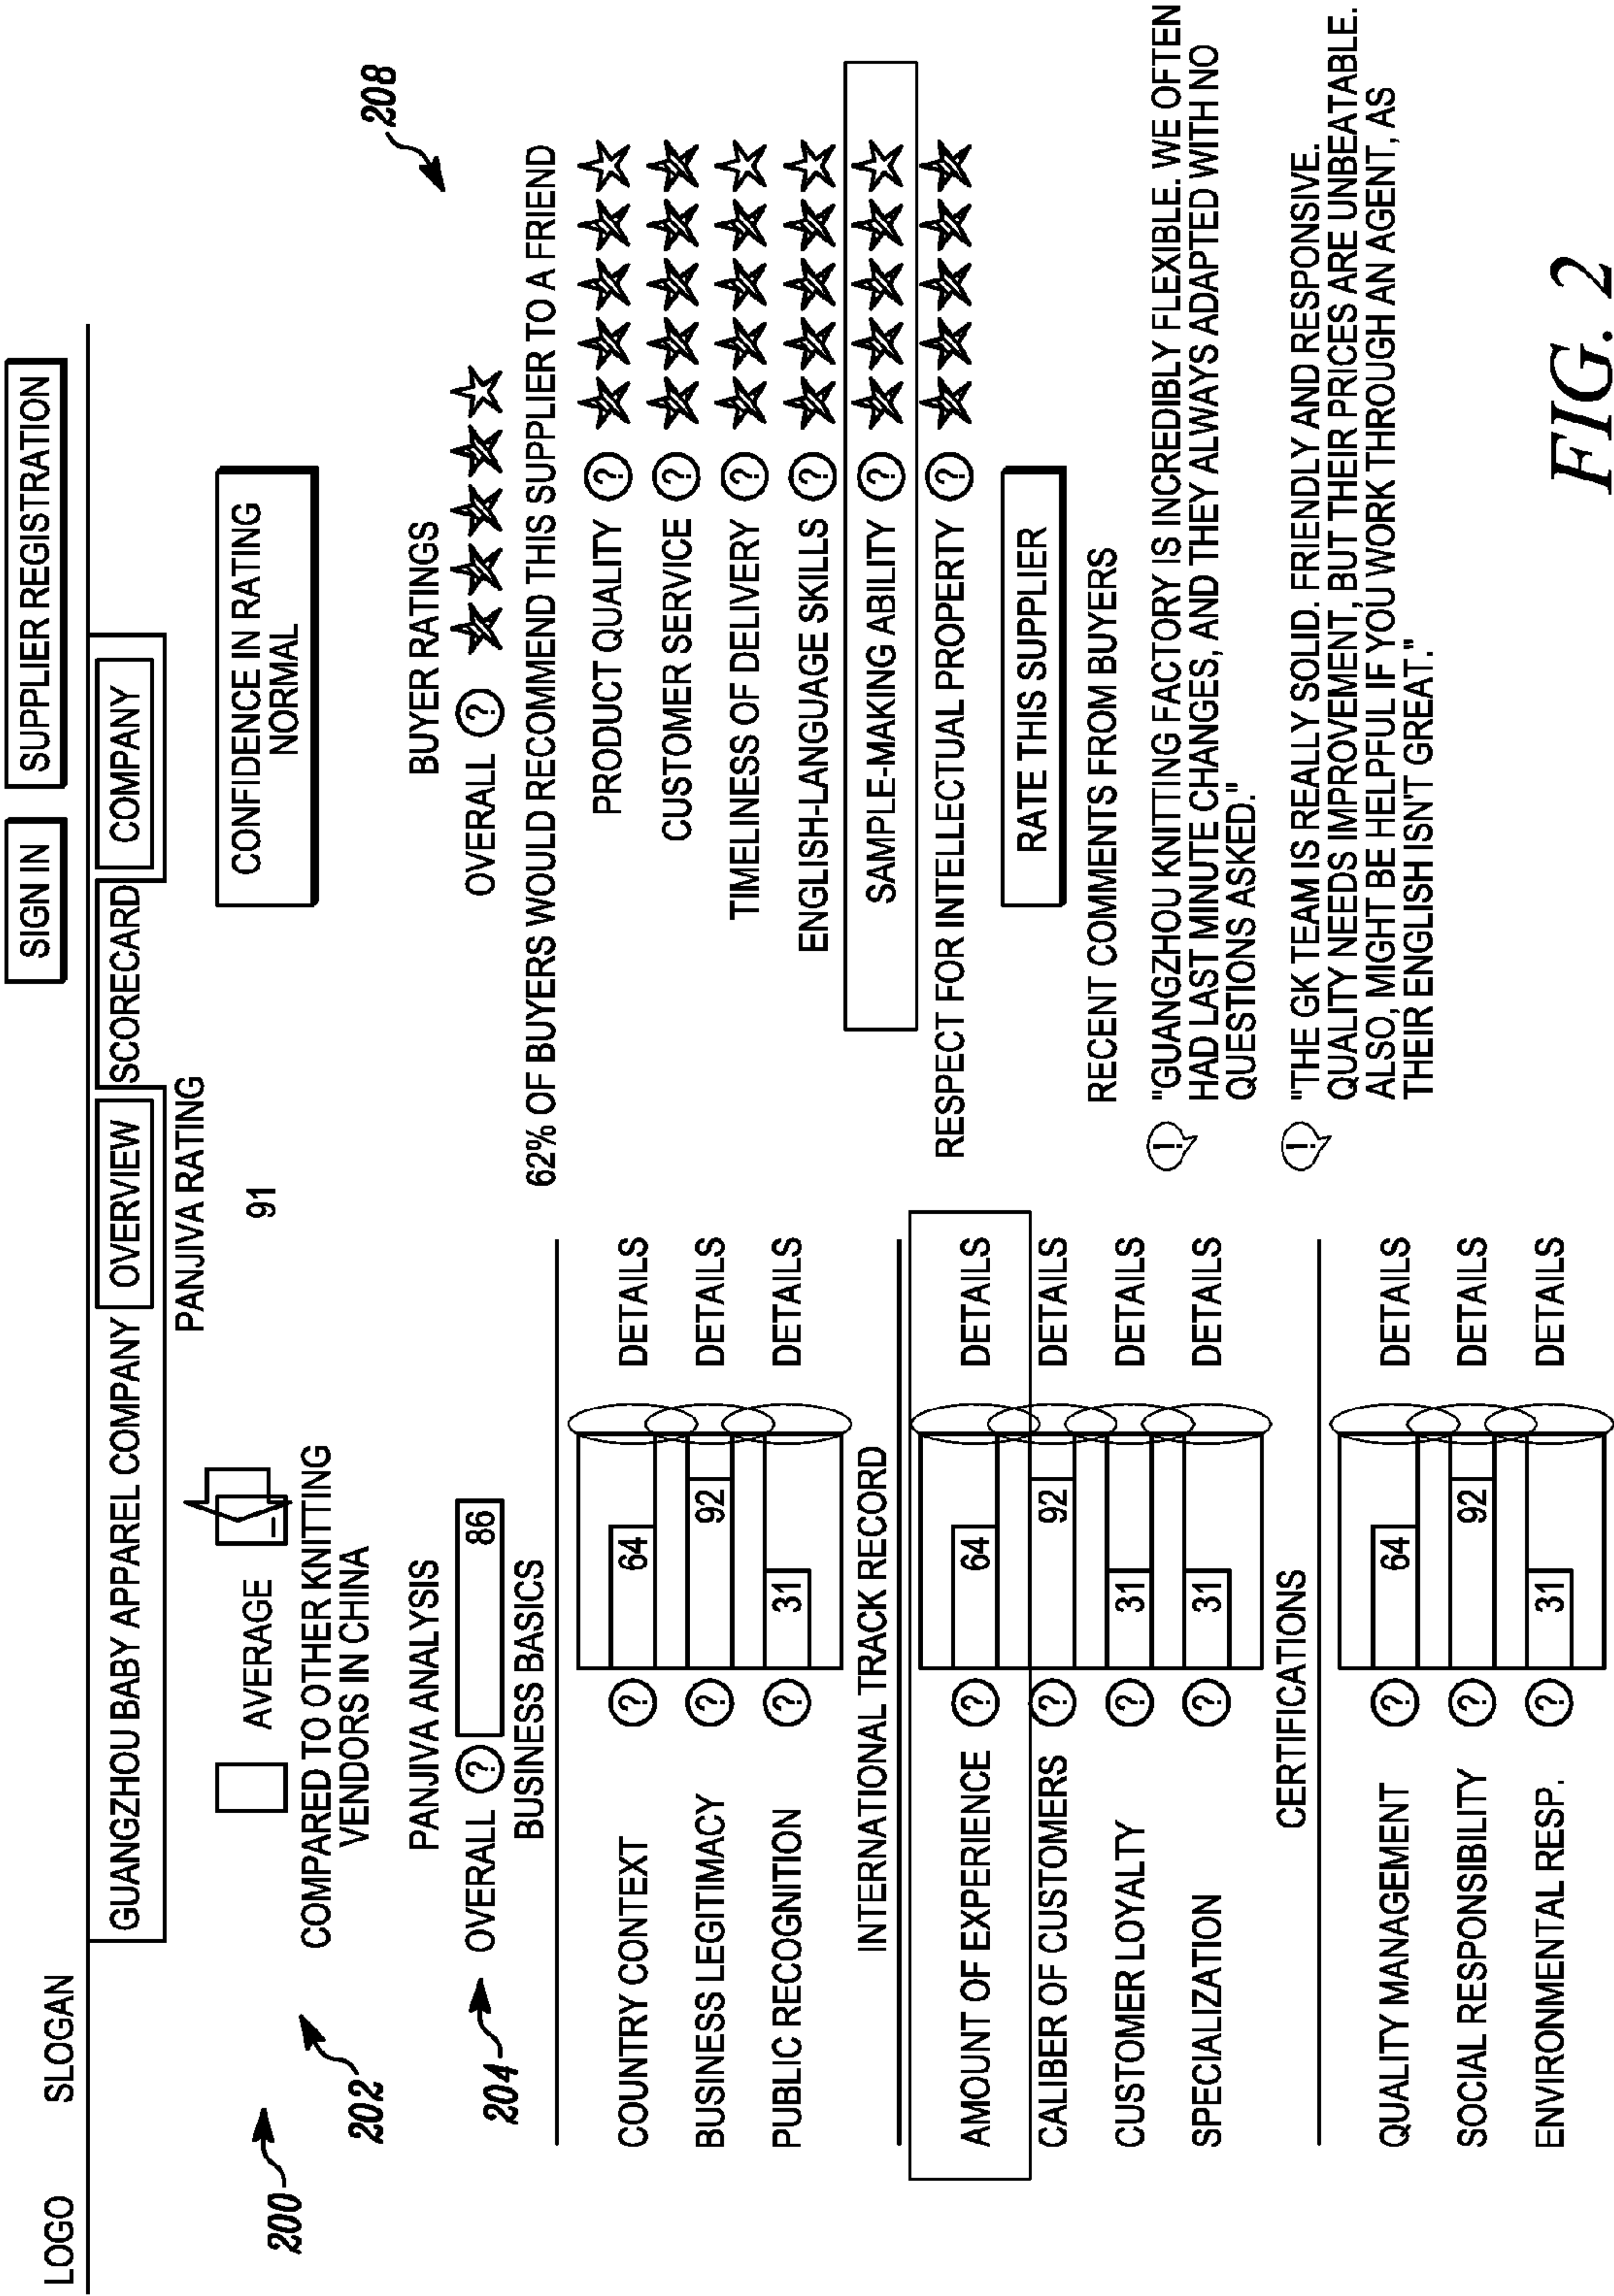 LOGO
SLOGAN
SIGN IN
SUPPLIER REGISTRATION
GUANGZHOU BABY APPAREL COMPANY
OVERVIEW
SCORECARD
COMPANY
PANJIVA RATING
91
AVERAGE
COMPARED TO OTHER KNITTING
VENDORS IN CHINA
CONFIDENCE IN RATING
NORMAL
200
202
204
208
PANJIVA ANALYSIS
OVERALL ? 86
BUSINESS BASICS
COUNTRY CONTEXT ? 64 DETAILS
BUSINESS LEGITIMACY ? 92 DETAILS
PUBLIC RECOGNITION ? 31 DETAILS
INTERNATIONAL TRACK RECORD
AMOUNT OF EXPERIENCE ? 64 DETAILS
CALIBER OF CUSTOMERS ? 92 DETAILS
CUSTOMER LOYALTY ? 31 DETAILS
SPECIALIZATION ? 31 DETAILS
CERTIFICATIONS
QUALITY MANAGEMENT ? 64 DETAILS
SOCIAL RESPONSIBILITY ? 92 DETAILS
ENVIRONMENTAL RESP. ? 31 DETAILS
BUYER RATINGS
OVERALL ?
62% OF BUYERS WOULD RECOMMEND THIS SUPPLIER TO A FRIEND
PRODUCT QUALITY ?
CUSTOMER SERVICE ?
TIMELINESS OF DELIVERY ?
ENGLISH-LANGUAGE SKILLS ?
SAMPLE-MAKING ABILITY ?
RESPECT FOR INTELLECTUAL PROPERTY ?
RATE THIS SUPPLIER
RECENT COMMENTS FROM BUYERS
! "GUANGZHOU KNITTING FACTORY IS INCREDIBLY FLEXIBLE. WE OFTEN
HAD LAST MINUTE CHANGES, AND THEY ALWAYS ADAPTED WITH NO
QUESTIONS ASKED."
! "THE GK TEAM IS REALLY SOLID. FRIENDLY AND RESPONSIVE.
QUALITY NEEDS IMPROVEMENT, BUT THEIR PRICES ARE UNBEATABLE.
ALSO, MIGHT BE HELPFUL IF YOU WORK THROUGH AN AGENT, AS
THEIR ENGLISH ISN'T GREAT."
FIG. 2